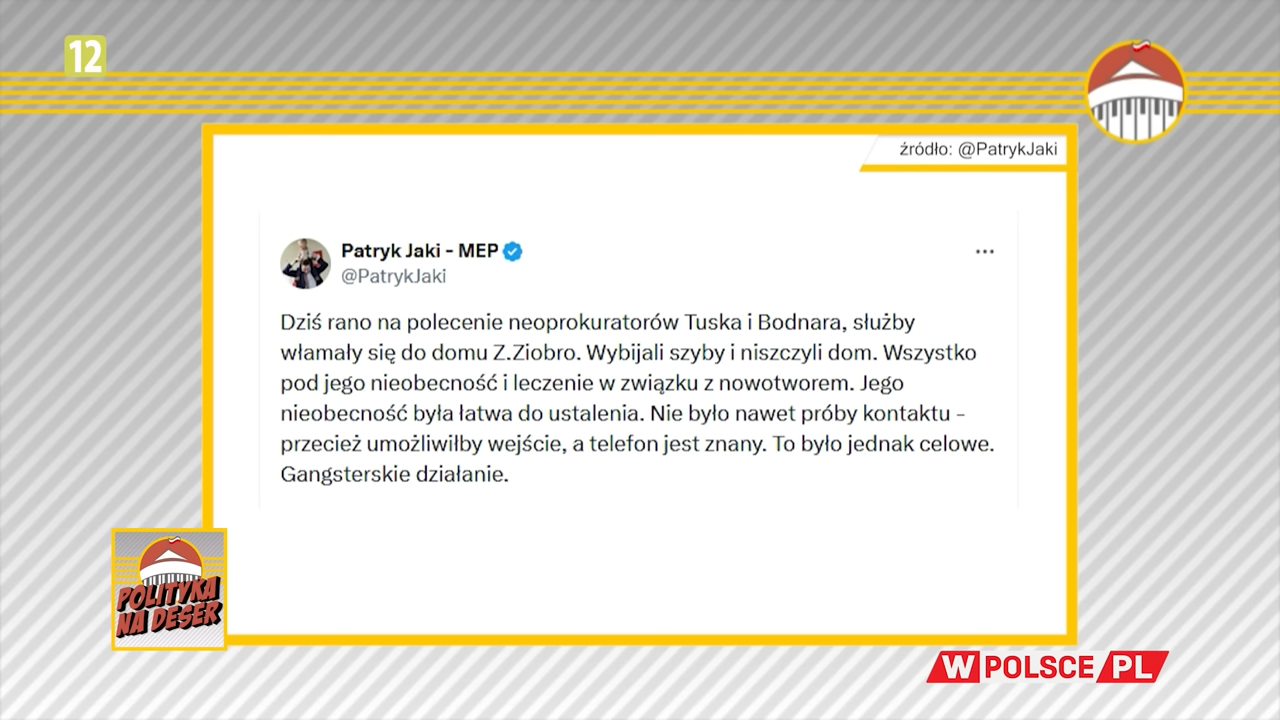 12
źródło: @PatrykJaki
Patryk Jaki - MEP
@PatrykJaki
Dziś rano na polecenie neoprokuratorów Tuska i Bodnara, służby
włamały się do domu Z.Ziobro. Wybijali szyby i niszczyli dom. Wszystko
pod jego nieobecność i leczenie w związku z nowotworem. Jego
nieobecność była łatwa do ustalenia. Nie było nawet próby kontaktu –
przecież umożliwiłby wejście, a telefon jest znany. To było jednak celowe.
Gangsterskie działanie.
POLITYKA
NA DESER
WPOLSCE PL